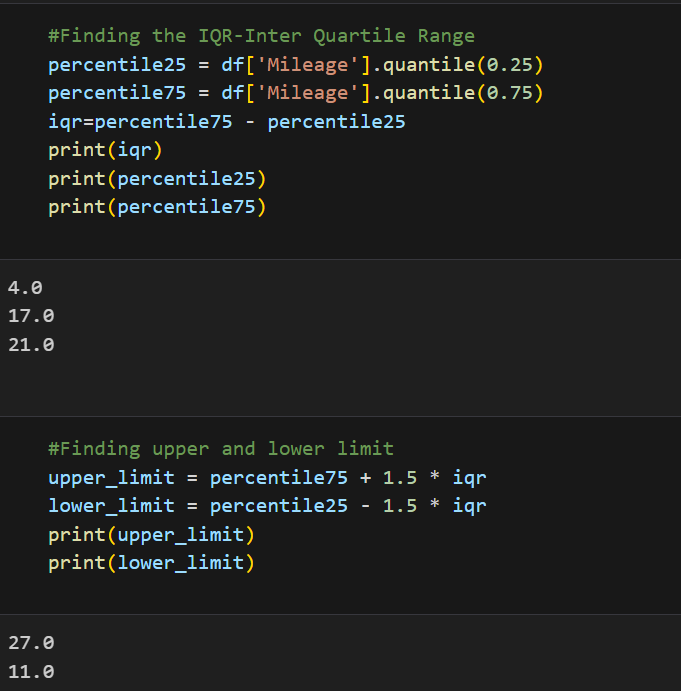 #Finding the IQR-Inter Quartile Range
percentile25 = df['Mileage'].quantile(0.25)
percentile75 = df['Mileage'].quantile(0.75)
iqr=percentile75 - percentile25
print(iqr)
print(percentile25)
print(percentile75)
4.0
17.0
21.0
#Finding upper and lower limit
upper_limit = percentile75 + 1.5 * iqr
lower_limit = percentile25 - 1.5 * iqr
print(upper_limit)
print(lower_limit)
27.0
11.0